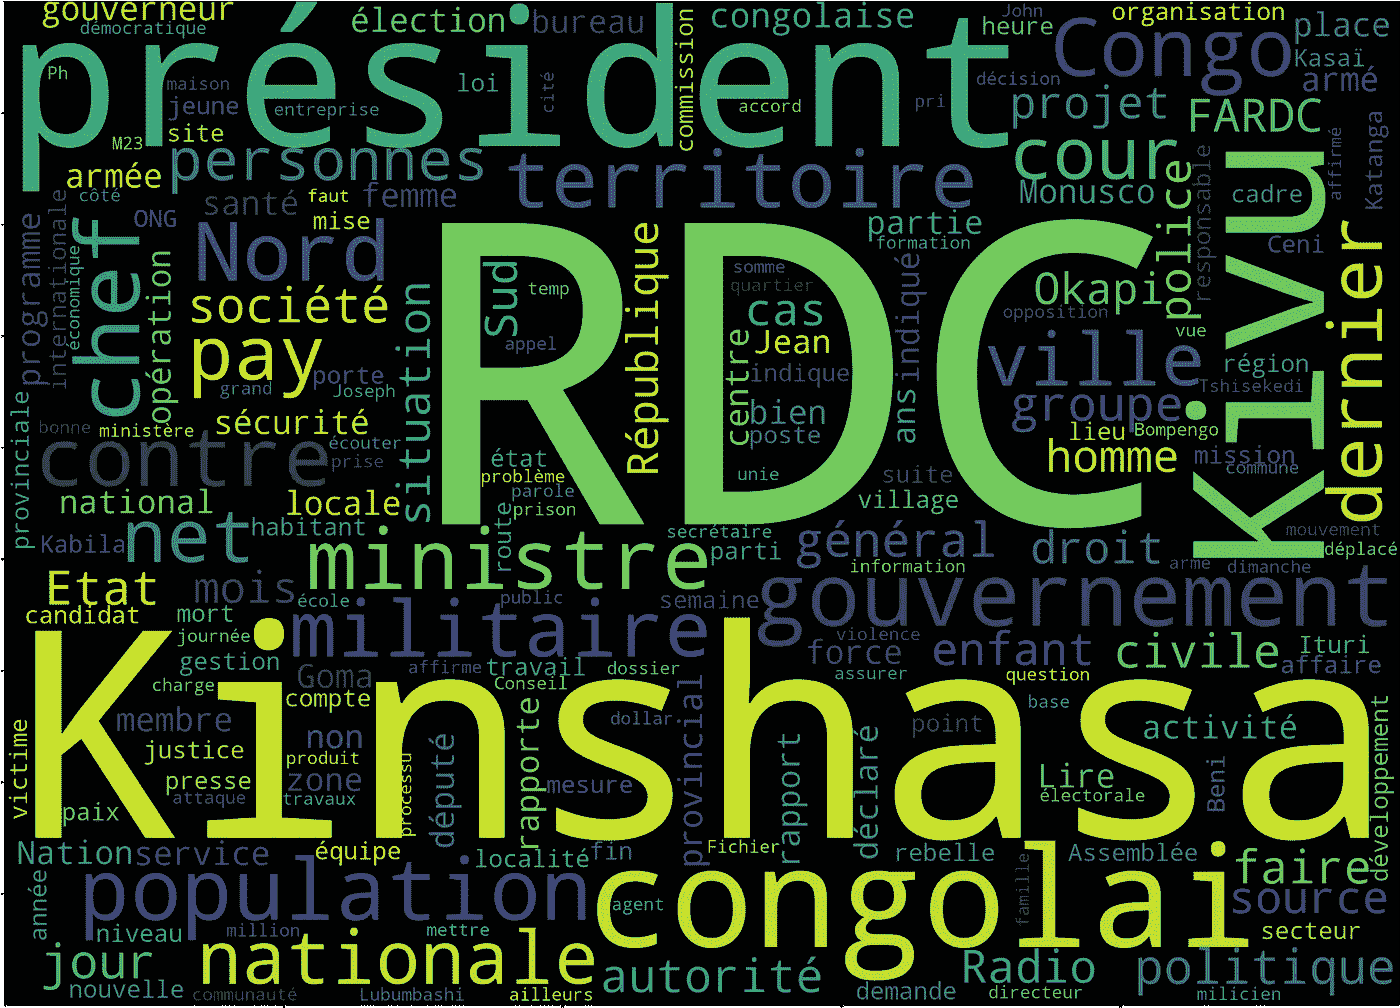 gouverneur
démocratique
élection
bureau
congolaise
John
heure
organisation
place
président
Ph
maison
jeune
entreprise
loi
cité
commission
accord
pri
décision
Congo
Kasaï
armé
projet
FARDC
M23
site
personnes
armée
côté
ONG
santé
faut
mise
femme
territoire
cour
Monusco
partie
formation
police
responsable
cadre
affirmé
Katanga
Ceni
Kivu
dernier
programme
internationale
économique
chef
opération
Nord
société
pay
grand
porte
Joseph
situation
Sud
temp
appel
RDC
République
somme
quartier
cas
Jean
centre
indique
bien
poste
unie
ans
indiqué
Okapi
opposition
ville
vue
région
Tshisekedi
groupe
lieu
Bompengo
homme
mission
commune
provinciale
bonne
ministère
sécurité
contre
écouter
prise
national
locale
état
problème
parole
prison
suite
village
Kabila
net
habitant
ministre
route
secrétaire
parti
général
information
droit
arme
dimanche
mouvement
déplacé
Etat
candidat
mois
école
mort
journée
public
militaire
semaine
gouvernement
violence
force
assurer
enfant
question
civile
Ituri
affaire
gestion
charge
Goma
compte
affirme
travail
Conseil
dossier
Kinshasa
victime
membre
justice
presse
attaque
paix
non
produit
zone
travaux
processu
député
rapporte
dollar
mesure
provincial
rapport
déclaré
point
base
Lire
électorale
activité
Beni
développement
Nation
service
équipe
localité
fin
Fichier
rebelle
famille
Assemblée
faire
source
année
population
niveau
million
mettre
agent
congolai
secteur
jour
nouvelle
nationale
communauté
Lubumbashi
ailleurs
autorité
demande
Radio
directeur
politique
milicien